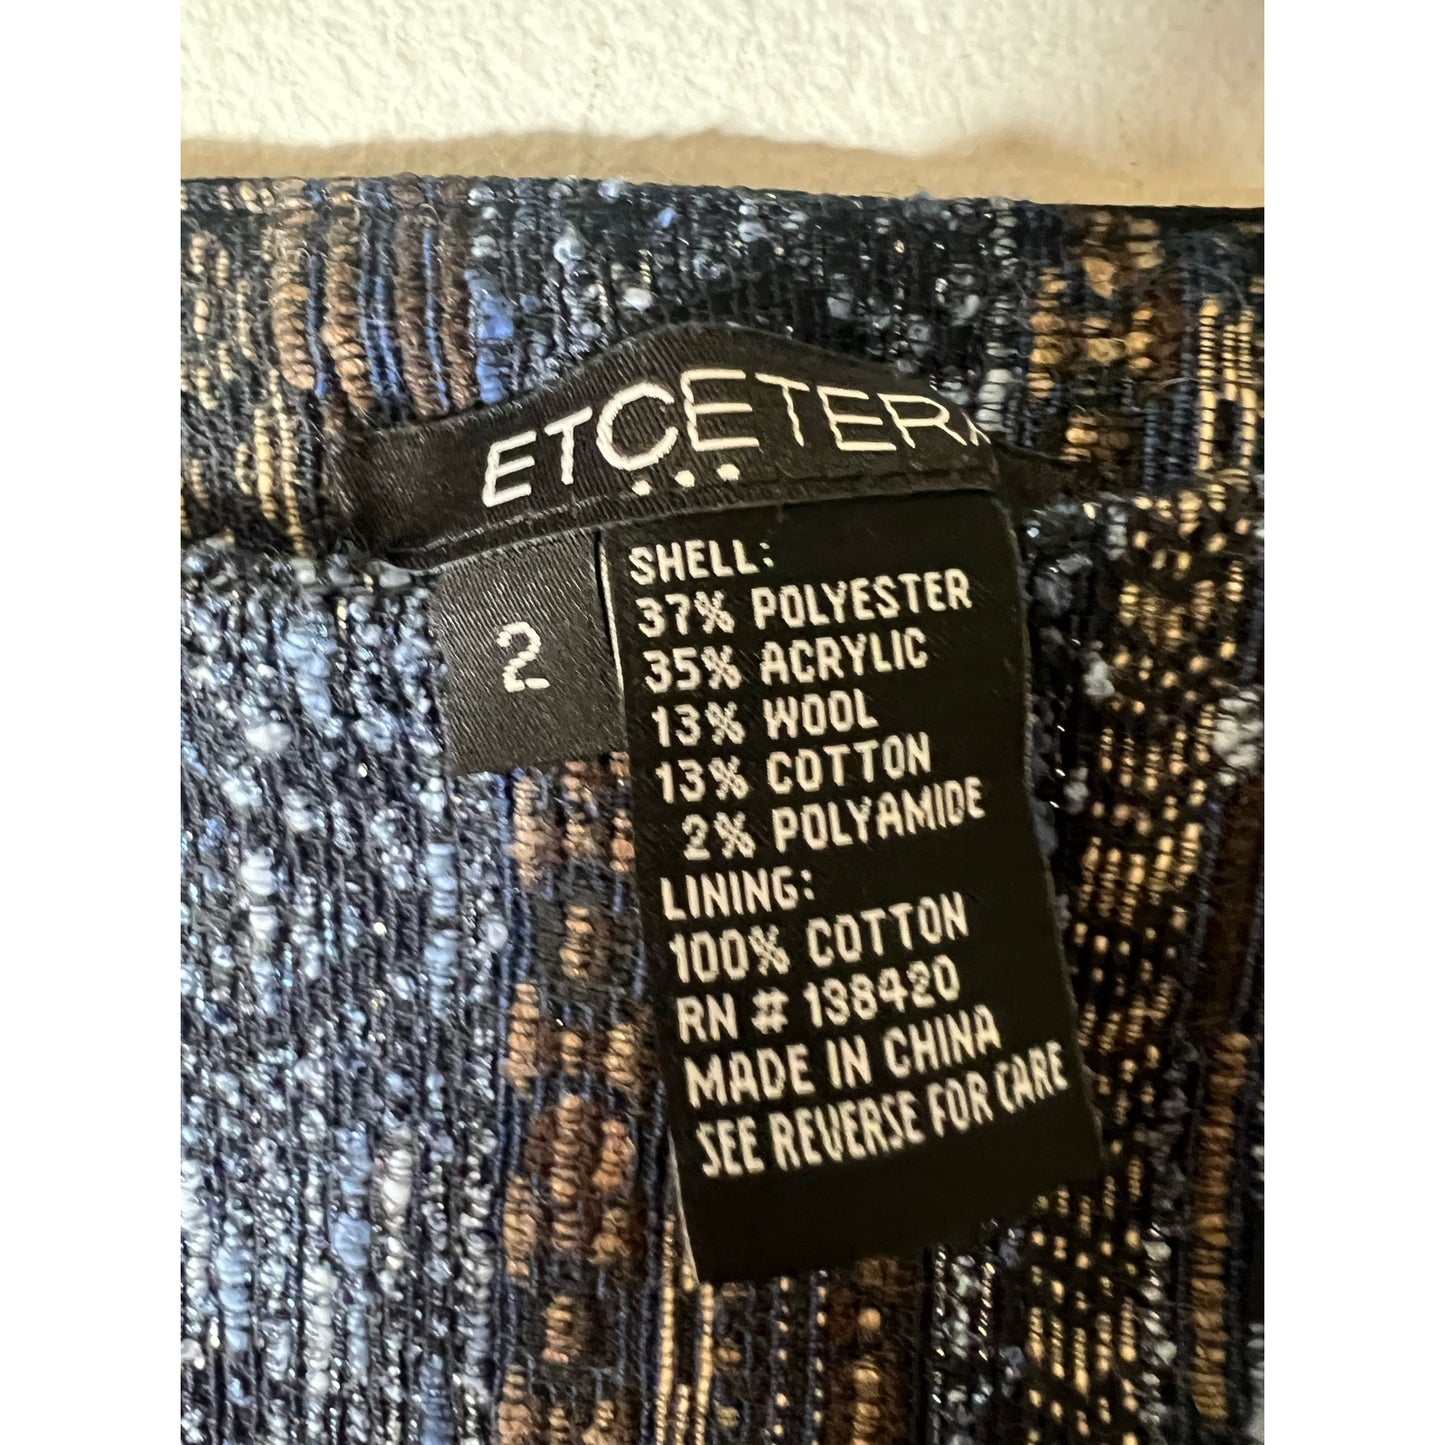 ETCETERA
2
SHELL:
37% POLYESTER
35% ACRYLIC
13% WOOL
13% COTTON
2% POLYAMIDE
LINING:
100% COTTON
RN # 138420
MADE IN CHINA
SEE REVERSE FOR CARE